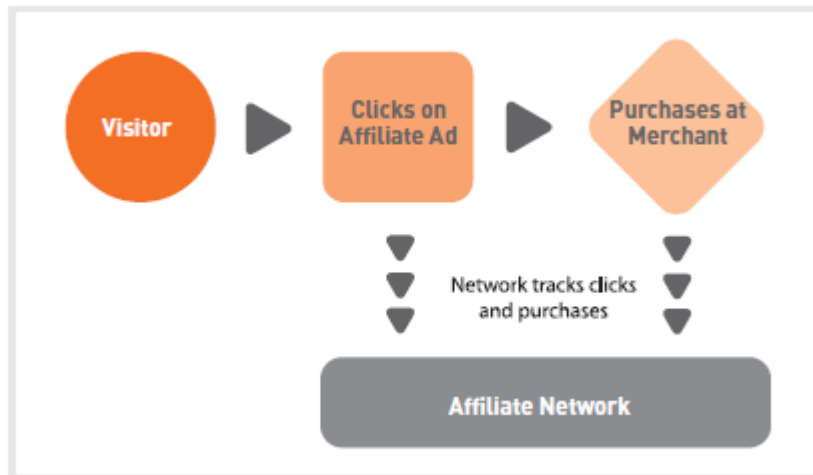 Visitor
Clicks on
Affiliate Ad
Purchases at
Merchant
Network tracks clicks
and purchases
Affiliate Network